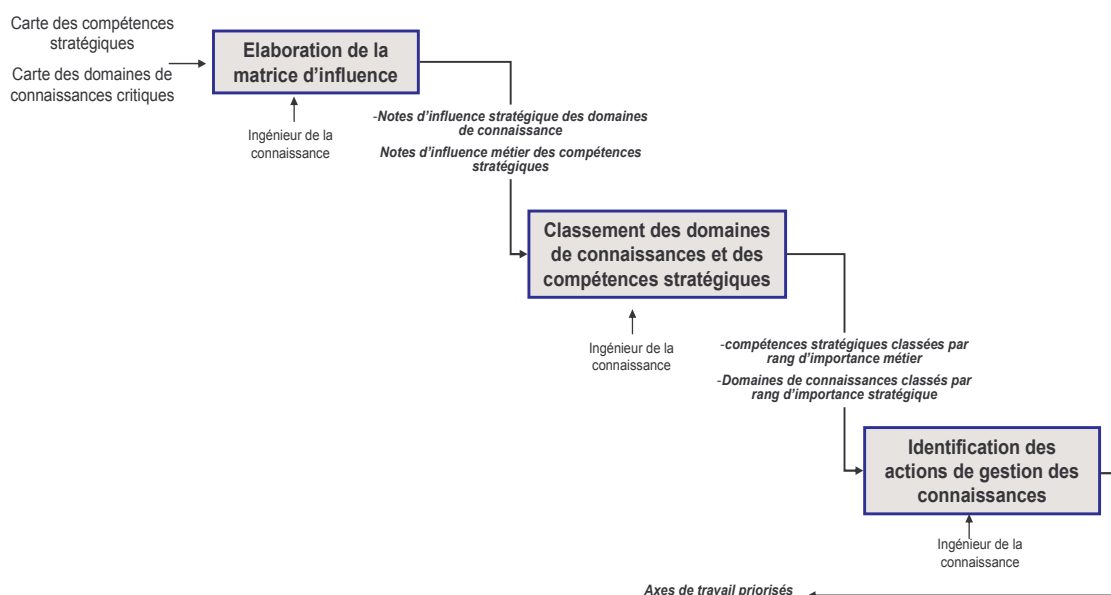 Carte des compétences
stratégiques
Carte des domaines de
connaissances critiques
Elaboration de la
matrice d’influence
Ingénieur de la
connaissance
-Notes d’influence stratégique des domaines
de connaissance
Notes d’influence métier des compétences
stratégiques
Classement des domaines
de connaissances et des
compétences stratégiques
Ingénieur de la
connaissance
-compétences stratégiques classées par
rang d’importance métier
-Domaines de connaissances classés par
rang d’importance stratégique
Identification des
actions de gestion des
connaissances
Ingénieur de la
connaissance
Axes de travail priorisés